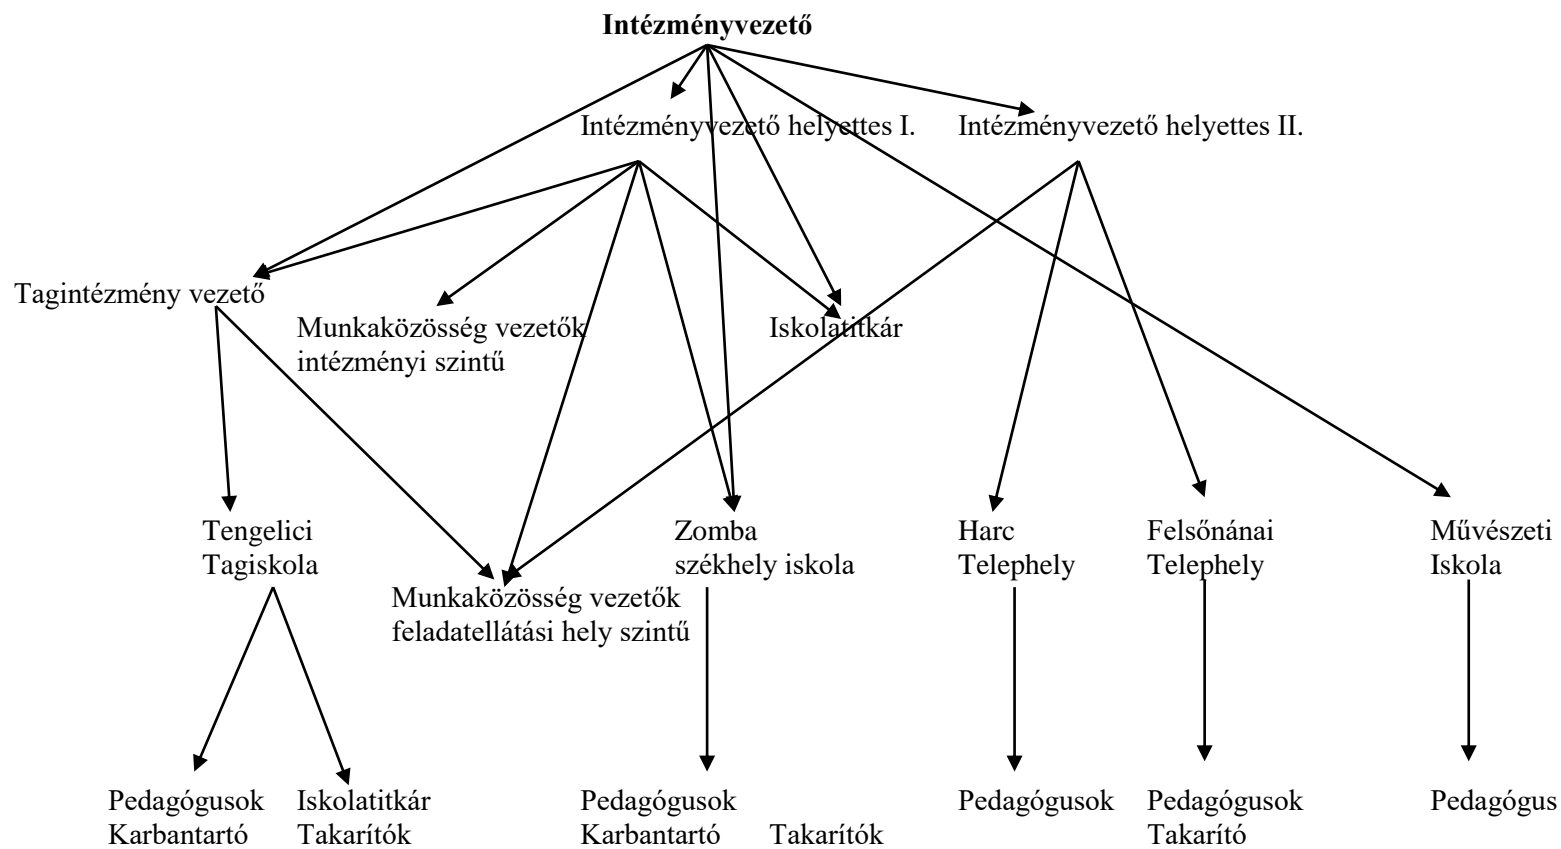 Intézményvezető
Intézményvezető helyettes I.
Intézményvezető helyettes II.
Tagintézmény vezető
Munkaközösség vezetők
intézményi szintű
Iskolatitkár
Tengelici
Tagiskola
Munkaközösség vezetők
feladatellátási hely szintű
Zomba
székhely iskola
Harc
Telephely
Felsőnánai
Telephely
Művészeti
Iskola
Pedagógusok
Karbantartó
Iskolatitkár
Takarítók
Pedagógusok
Karbantartó
Takarítók
Pedagógusok
Pedagógusok
Takarító
Pedagógus